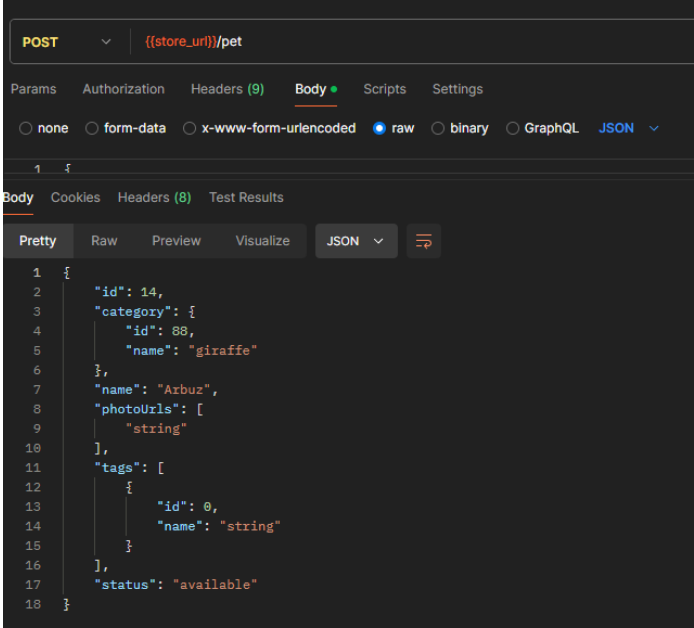 POST {{store_url}}/pet
Params Authorization Headers (9) Body Scripts Settings
none form-data x-www-form-urlencoded raw binary GraphQL JSON
1 {
Body Cookies Headers (8) Test Results
Pretty Raw Preview Visualize JSON
1 {
2 "id": 14,
3 "category": {
4 "id": 88,
5 "name": "giraffe"
6 },
7 "name": "Arbuz",
8 "photoUrls": [
9 "string"
10 ],
11 "tags": [
12 {
13 "id": 0,
14 "name": "string"
15 }
16 ],
17 "status": "available"
18 }